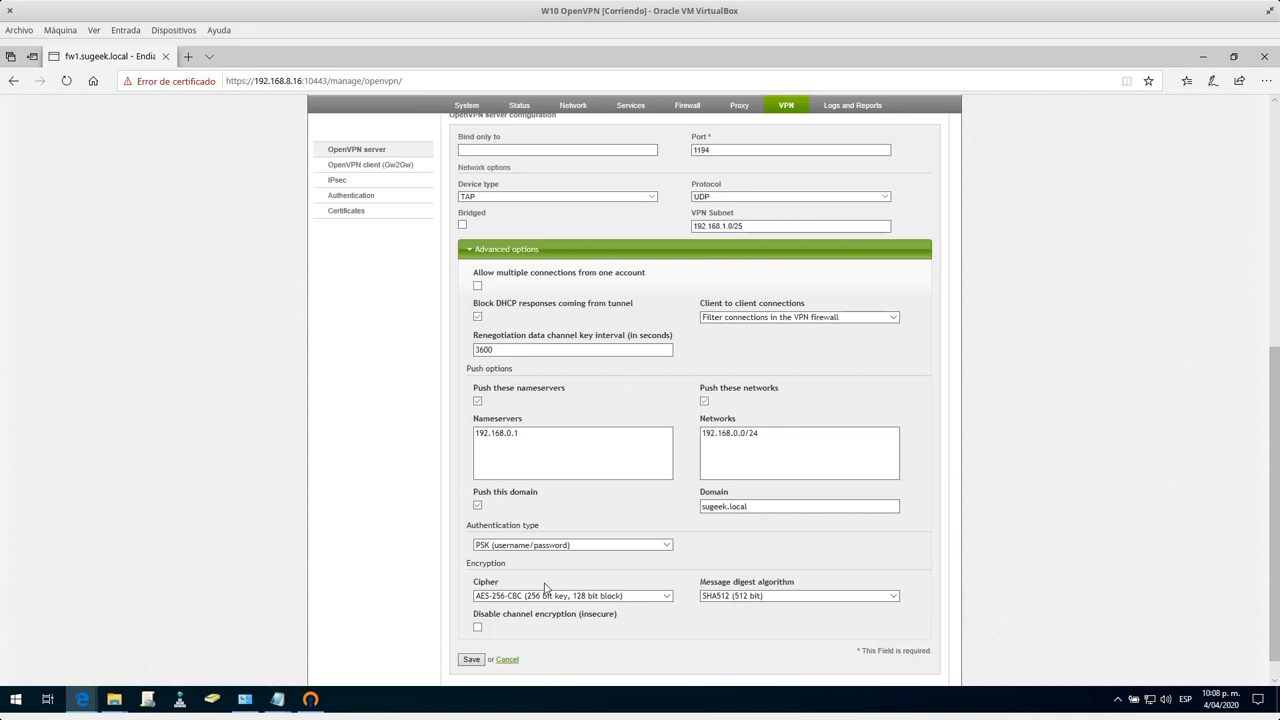 W10 OpenVPN [Corriendo] - Oracle VM VirtualBox
Archivo Máquina Ver Entrada Dispositivos Ayuda
fw1.sugeek.local - Endia
Error de certificado https://192.168.8.16:10443/manage/openvpn/
System Status Network Services Firewall Proxy VPN Logs and Reports
OpenVPN server configuration
OpenVPN server
OpenVPN client (Gw2Gw)
IPsec
Authentication
Certificates
Bind only to Port *
1194
Network options
Device type Protocol
TAP UDP
Bridged VPN Subnet
192.168.1.0/25
Advanced options
Allow multiple connections from one account
Block DHCP responses coming from tunnel Client to client connections
Filter connections in the VPN firewall
Renegotiation data channel key interval (in seconds)
3600
Push options
Push these nameservers Push these networks
Nameservers Networks
192.168.0.1 192.168.0.0/24
Push this domain Domain
sugeek.local
Authentication type
PSK (username/password)
Encryption
Cipher Message digest algorithm
AES-256-CBC (256 bit key, 128 bit block) SHA512 (512 bit)
Disable channel encryption (insecure)
* This Field is required.
Save or Cancel
ESP
10:08 p. m.
4/04/2020